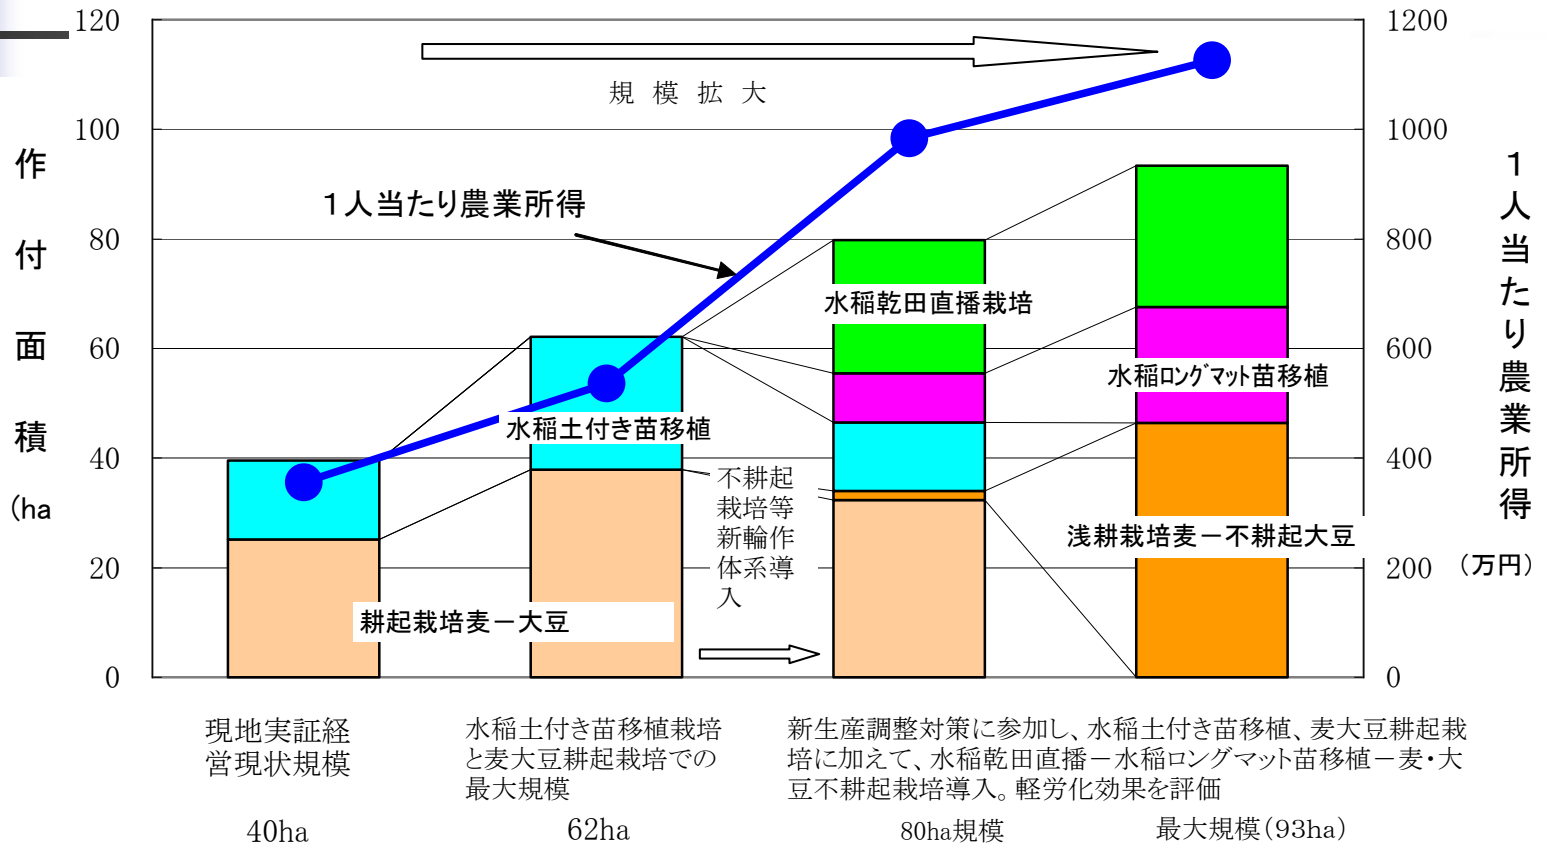 120
100
80
60
40
20
0
作付面積
(ha
1200
1000
800
600
400
200
0
1人当たり農業所得
(万円)
規模拡大
1人当たり農業所得
水稲乾田直播栽培
水稲ロングマット苗移植
水稲土付き苗移植
不耕起
栽培等
新輪作
体系導
入
浅耕栽培麦－不耕起大豆
耕起栽培麦－大豆
現地実証経
営現状規模
40ha
水稲土付き苗移植栽培
と麦大豆耕起栽培での
最大規模
62ha
新生産調整対策に参加し、水稲土付き苗移植、麦大豆耕起栽
培に加えて、水稲乾田直播－水稲ロングマット苗移植－麦・大
豆不耕起栽培導入。軽労化効果を評価
80ha規模
最大規模(93ha)